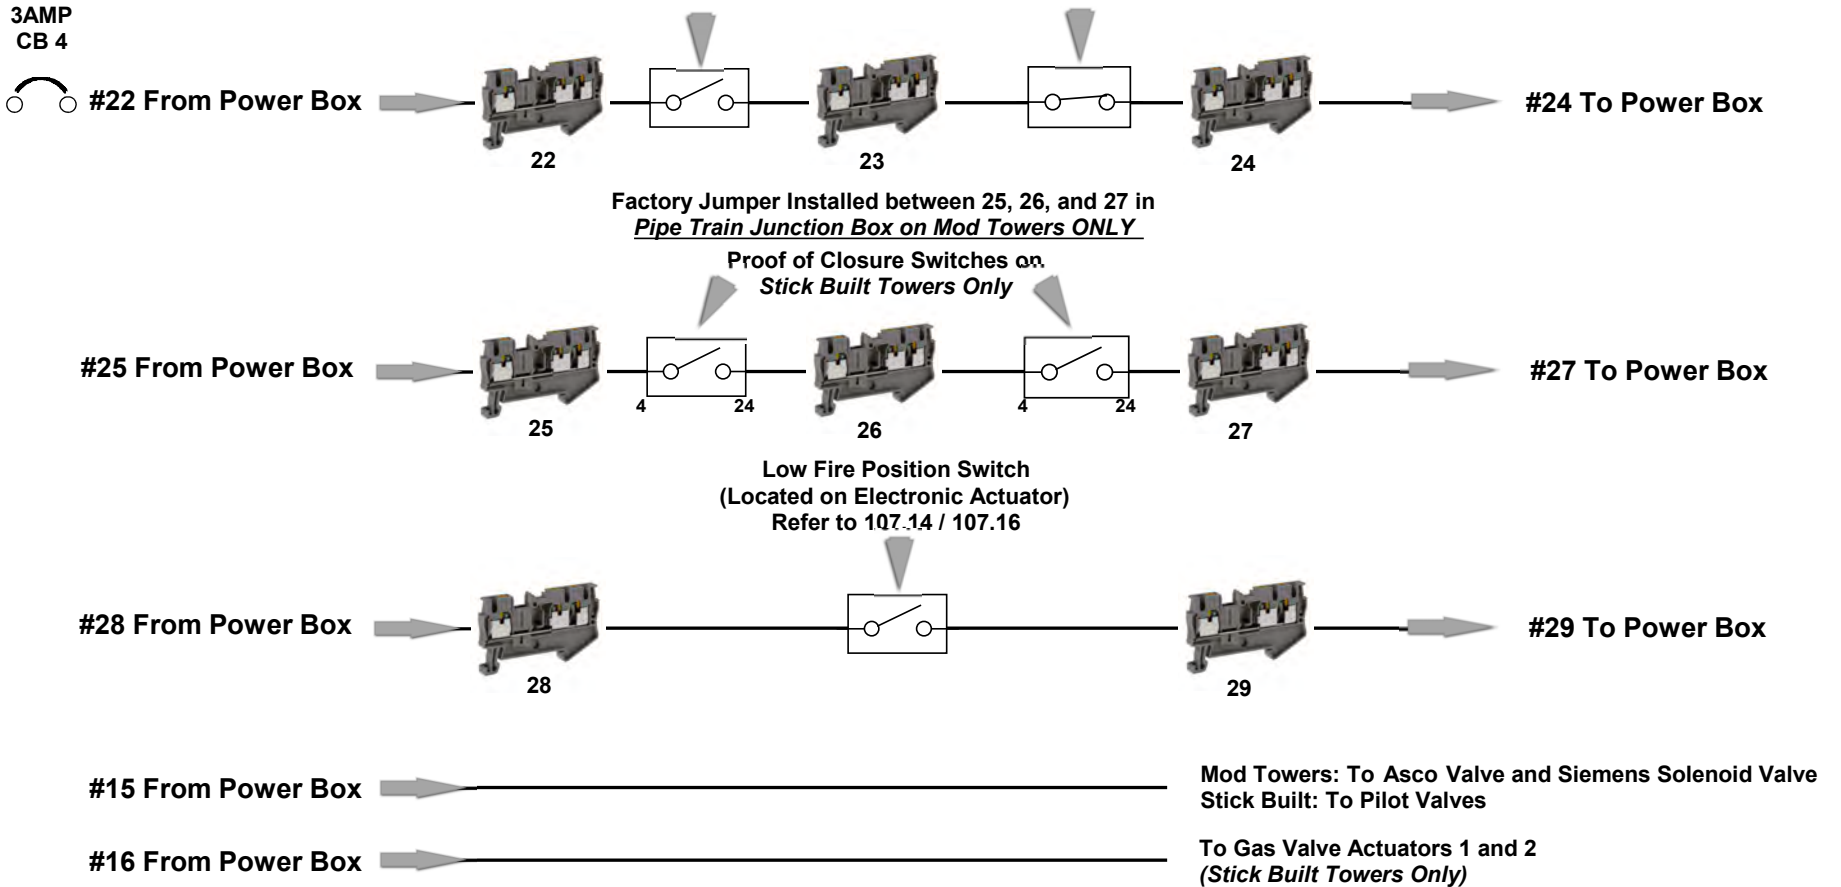 3AMP
CB 4
#22 From Power Box
#24 To Power Box
22
23
24
Factory Jumper Installed between 25, 26, and 27 in
Pipe Train Junction Box on Mod Towers ONLY
Proof of Closure Switches on
Stick Built Towers Only
#25 From Power Box
#27 To Power Box
4
24
4
24
25
26
27
Low Fire Position Switch
(Located on Electronic Actuator)
Refer to 107.14 / 107.16
#28 From Power Box
#29 To Power Box
28
29
#15 From Power Box
Mod Towers: To Asco Valve and Siemens Solenoid Valve
Stick Built: To Pilot Valves
#16 From Power Box
To Gas Valve Actuators 1 and 2
(Stick Built Towers Only)